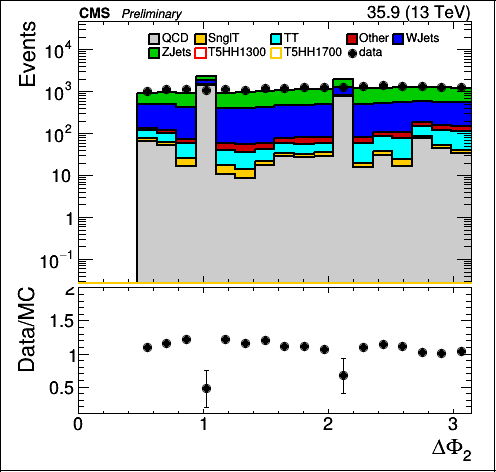 CMS Preliminary 35.9 (13 TeV)
QCD SnglT TT Other WJets
ZJets T5HH1300 T5HH1700 data
Events
10⁴
10³
10²
10
1
10⁻¹
Data/MC
2
1.5
1
0.5
0 1 2 3
ΔΦ₂